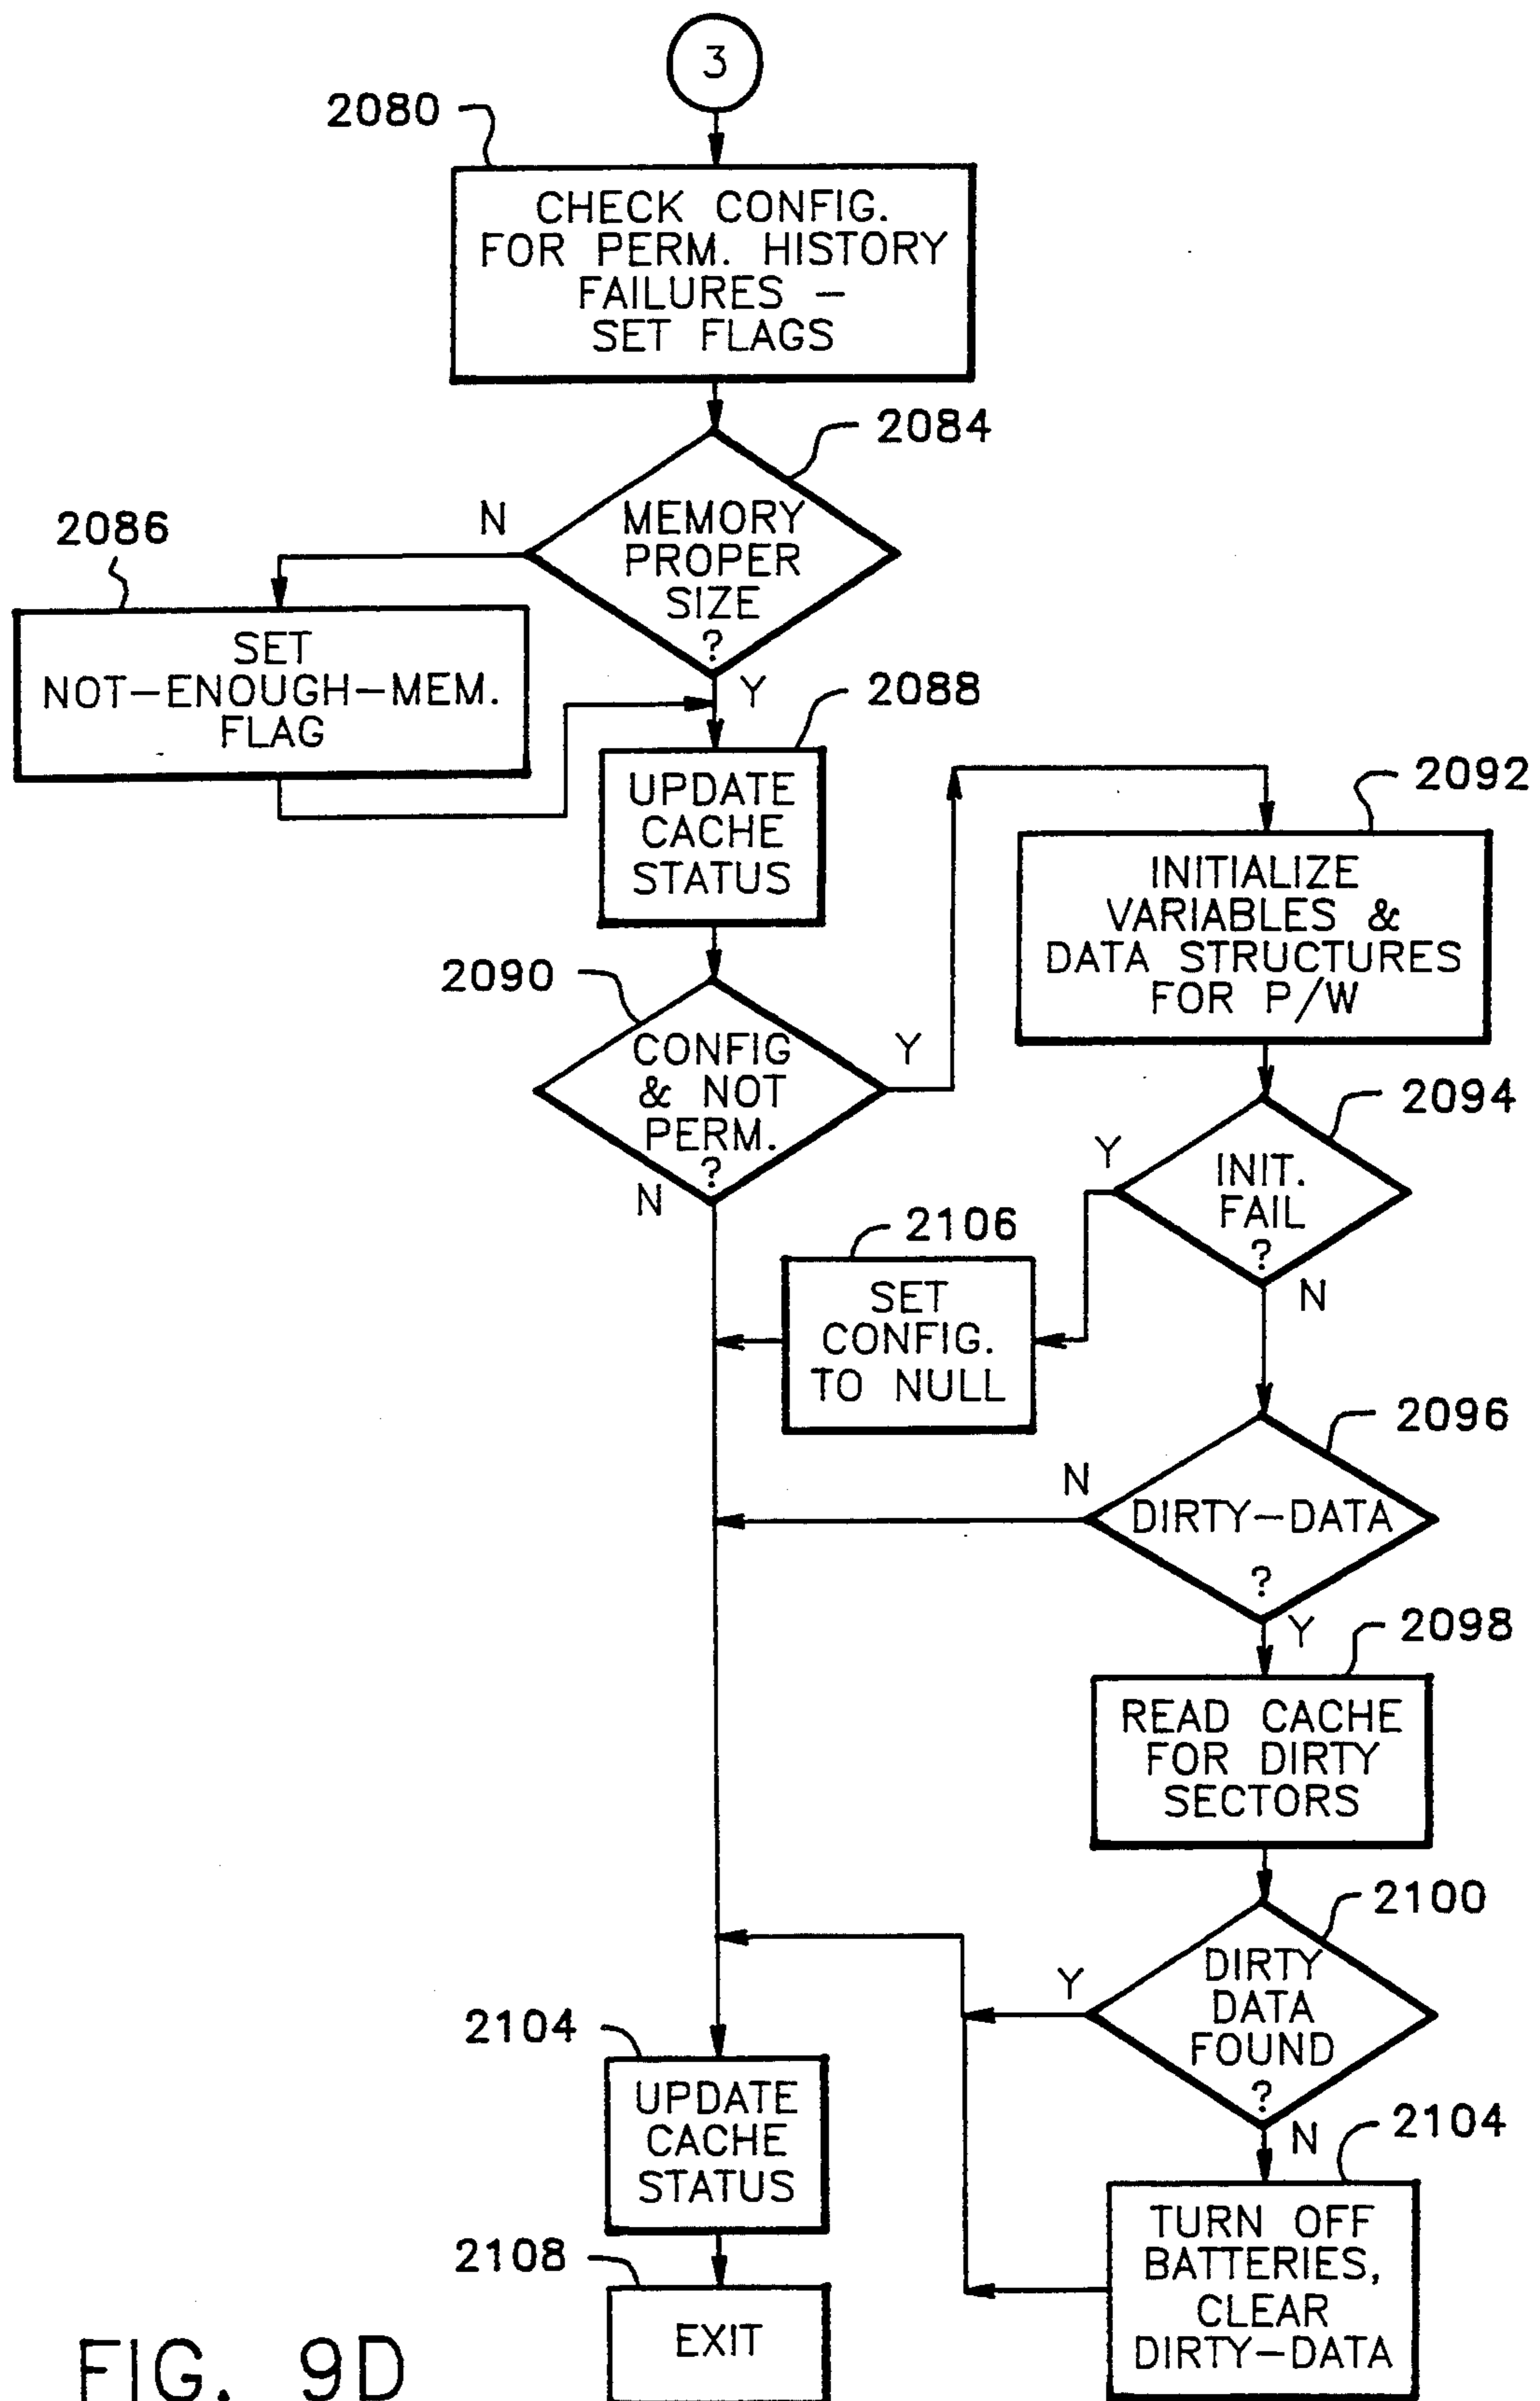 3
2080
CHECK CONFIG.
FOR PERM. HISTORY
FAILURES –
SET FLAGS
2084
N
MEMORY
PROPER
SIZE
?
Y
2086
SET
NOT-ENOUGH-MEM.
FLAG
2088
UPDATE
CACHE
STATUS
2090
CONFIG
& NOT
PERM.
?
Y
N
2092
INITIALIZE
VARIABLES &
DATA STRUCTURES
FOR P/W
2094
Y
INIT.
FAIL
?
N
2106
SET
CONFIG.
TO NULL
2096
N
DIRTY-DATA
?
Y
2098
READ CACHE
FOR DIRTY
SECTORS
2100
Y
DIRTY
DATA
FOUND
?
N
2104
TURN OFF
BATTERIES,
CLEAR
DIRTY-DATA
2104
UPDATE
CACHE
STATUS
2108
EXIT
FIG. 9D